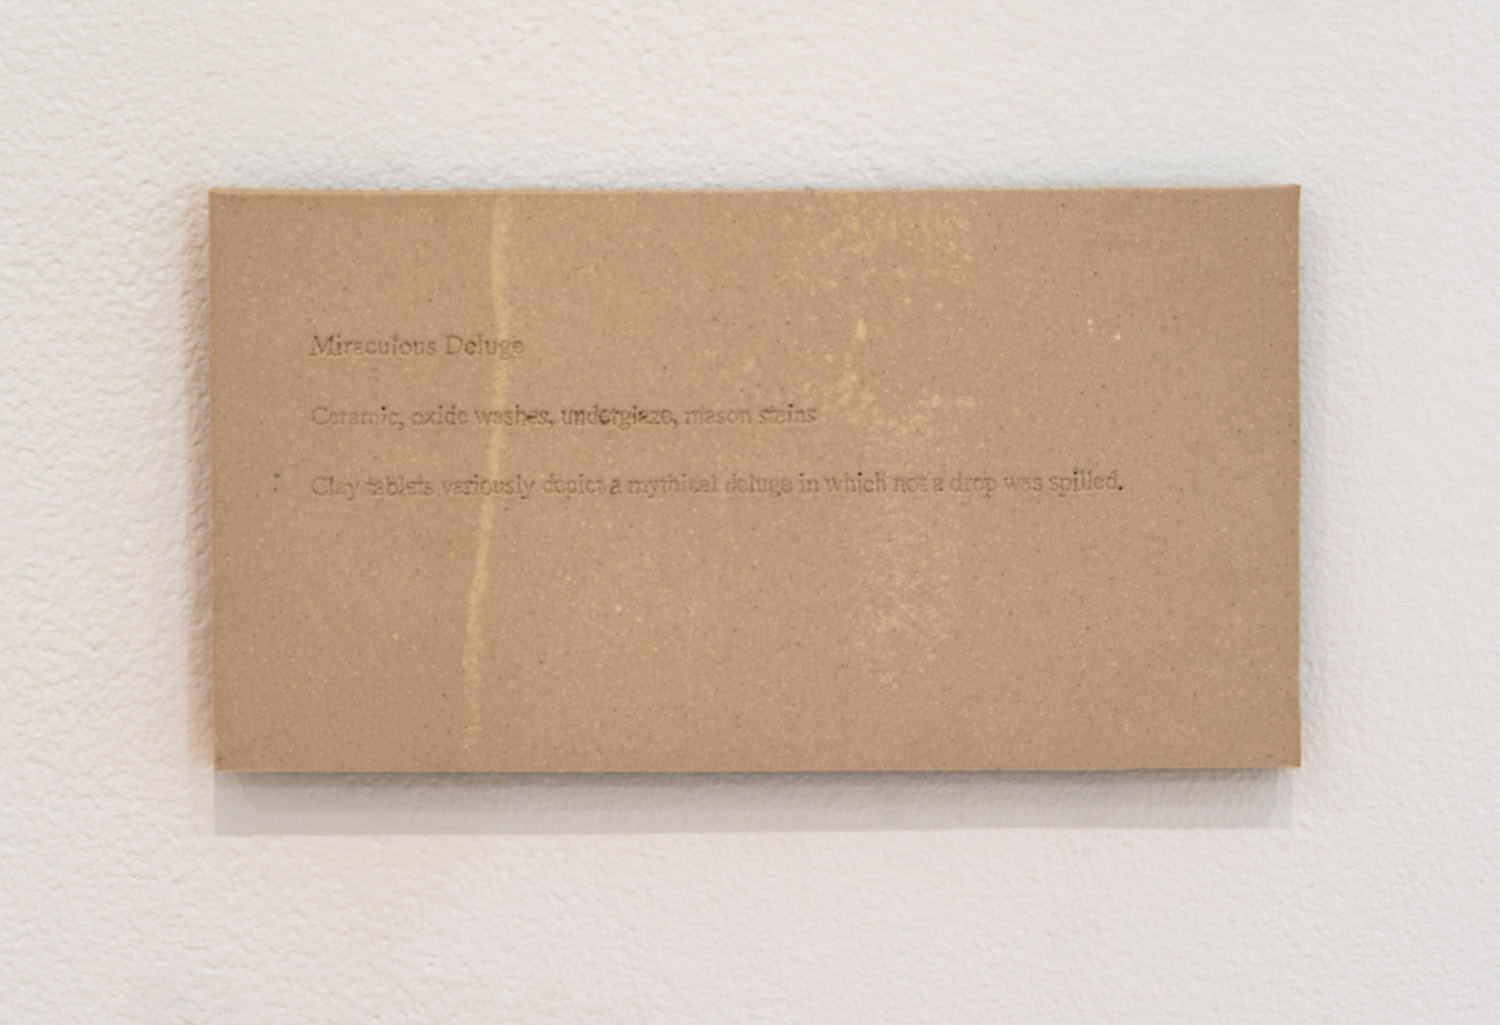 Miraculous Deluge
Ceramic, oxide washes, underglaze, mason stains
Clay tablets variously depict a mythical deluge in which not a drop was spilled.